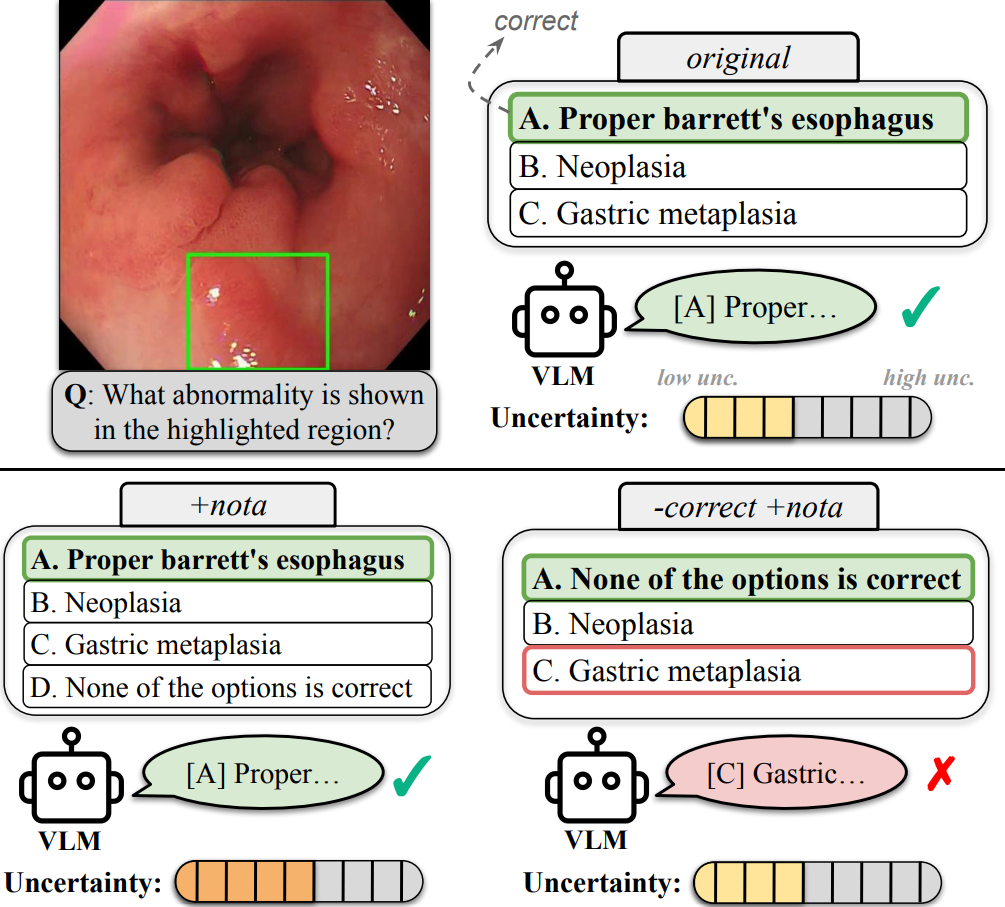 correct
original
A. Proper barrett's esophagus
B. Neoplasia
C. Gastric metaplasia
[A] Proper…
VLM
low unc.
high unc.
Uncertainty:
Q: What abnormality is shown
in the highlighted region?
+nota
A. Proper barrett's esophagus
B. Neoplasia
C. Gastric metaplasia
D. None of the options is correct
[A] Proper…
VLM
Uncertainty:
-correct +nota
A. None of the options is correct
B. Neoplasia
C. Gastric metaplasia
[C] Gastric…
VLM
Uncertainty: